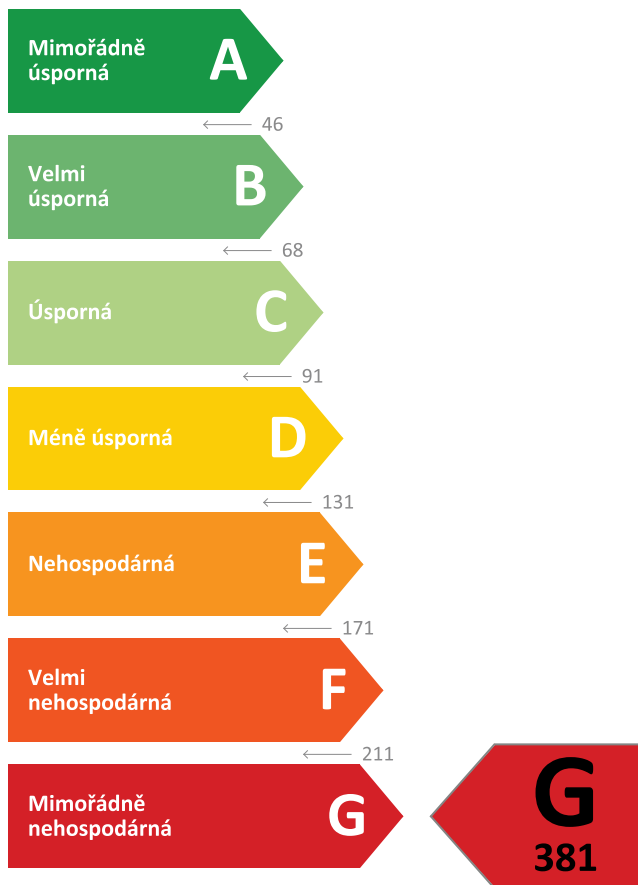 Mimořádně
úsporná
A
46
Velmi
úsporná
B
68
Úsporná
C
91
Méně úsporná
D
131
Nehospodárná
E
171
Velmi
nehospodárná
F
211
Mimořádně
nehospodárná
G
G
381